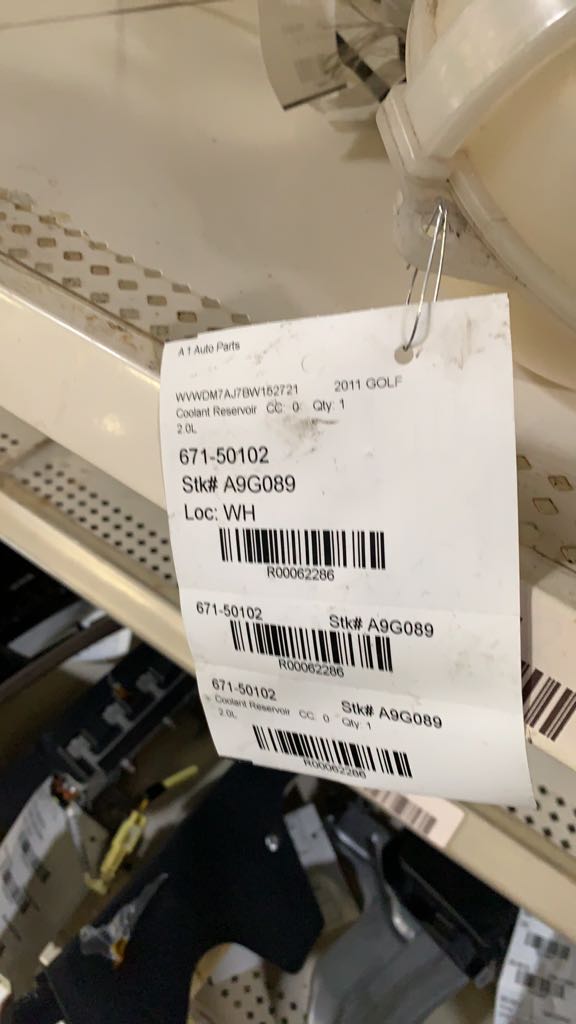 A 1 Auto Parts
WVWDM7AJ7BW152721 2011 GOLF
Coolant Reservoir CC: 0: Qty: 1
2.0L
671-50102
Stk# A9G089
Loc: WH
R00062286
671-50102 Stk# A9G089
R00062286
671-50102 Stk# A9G089
Coolant Reservoir CC 0 Qty 1
2.0L
R00062286